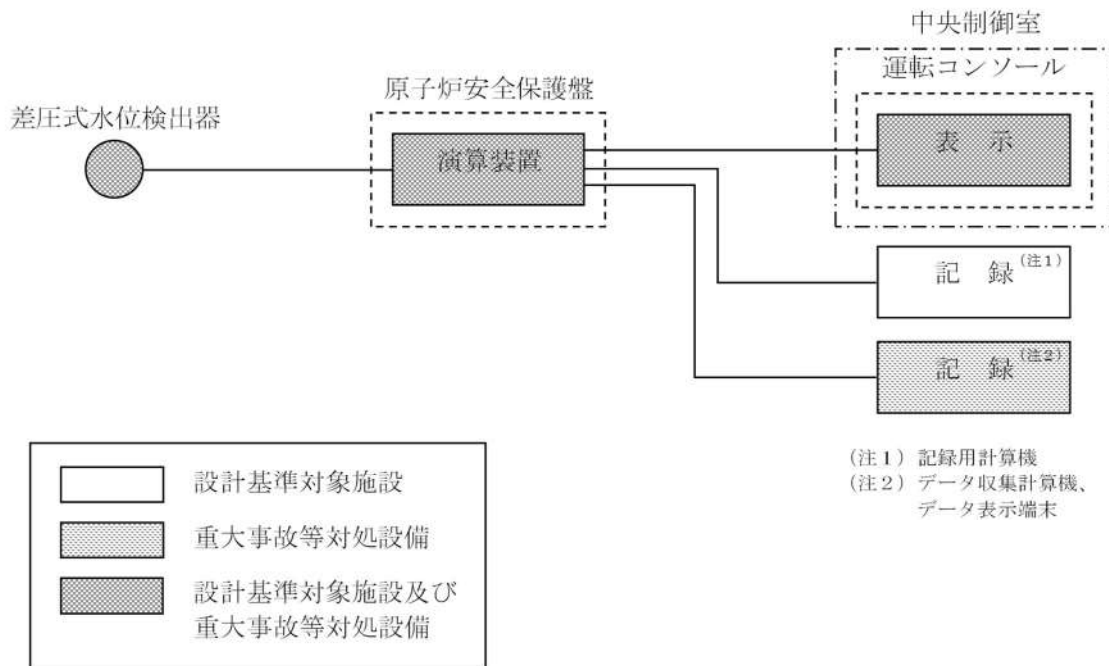 中央制御室
運転コンソール
原子炉安全保護盤
差圧式水位検出器
演算装置
表 示
記 録(注1)
記 録(注2)
(注1) 記録用計算機
(注2) データ収集計算機、
データ表示端末
設計基準対象施設
重大事故等対処設備
設計基準対象施設及び
重大事故等対処設備